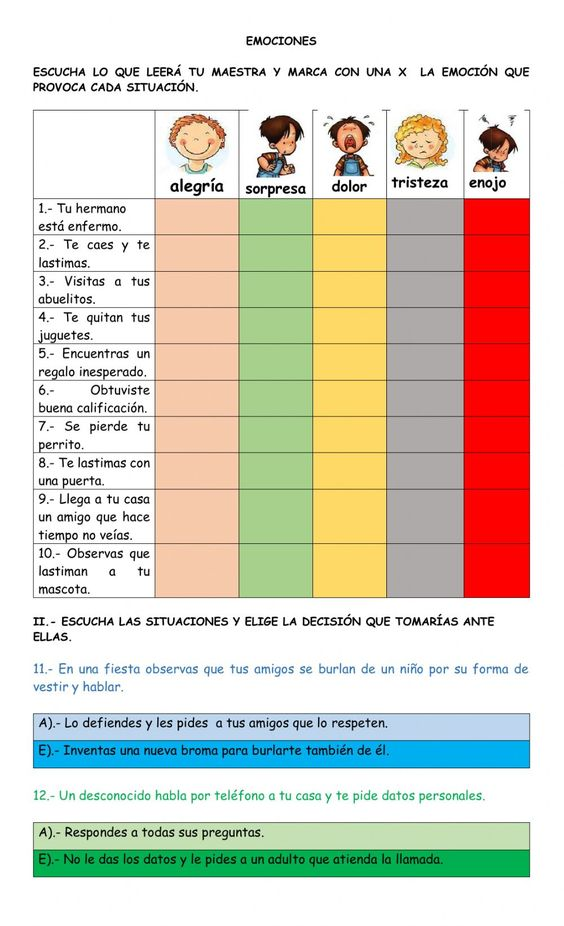 EMOCIONES
ESCUCHA LO QUE LEERÁ TU MAESTRA Y MARCA CON UNA X LA EMOCIÓN QUE
PROVOCA CADA SITUACIÓN.
alegría sorpresa dolor tristeza enojo
1.- Tu hermano
está enfermo.
2.- Te caes y te
lastimas.
3.- Visitas a tus
abuelitos.
4.- Te quitan tus
juguetes.
5.- Encuentras un
regalo inesperado.
6.- Obtuviste
buena calificación.
7.- Se pierde tu
perrito.
8.- Te lastimas con
una puerta.
9.- Llega a tu casa
un amigo que hace
tiempo no veías.
10.- Observas que
lastiman a tu
mascota.
II.- ESCUCHA LAS SITUACIONES Y ELIGE LA DECISIÓN QUE TOMARÍAS ANTE
ELLAS.
11.- En una fiesta observas que tus amigos se burlan de un niño por su forma de
vestir y hablar.
A).- Lo defiendes y les pides a tus amigos que lo respeten.
E).- Inventas una nueva broma para burlarte también de él.
12.- Un desconocido habla por teléfono a tu casa y te pide datos personales.
A).- Respondes a todas sus preguntas.
E).- No le das los datos y le pides a un adulto que atienda la llamada.